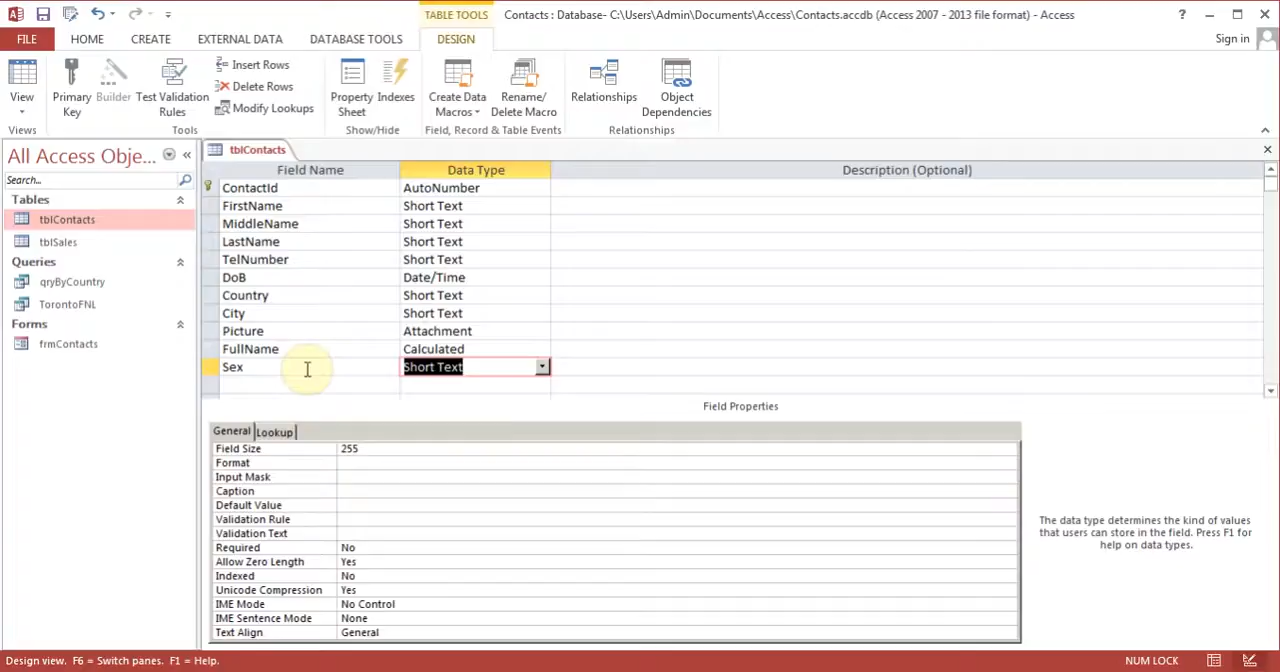 TABLE TOOLS
Contacts : Database- C:\Users\Admin\Documents\Access\Contacts.accdb (Access 2007 - 2013 file format) - Access
?
FILE HOME CREATE EXTERNAL DATA DATABASE TOOLS DESIGN
Sign in
View
Views
Primary Key
Builder
Test Validation Rules
Insert Rows
Delete Rows
Modify Lookups
Tools
Property Sheet
Indexes
Show/Hide
Create Data Macros
Rename/ Delete Macro
Field, Record & Table Events
Relationships
Object Dependencies
Relationships
All Access Obje...
Search...
Tables
tblContacts
tblSales
Queries
qryByCountry
TorontoFNL
Forms
frmContacts
tblContacts
Field Name Data Type Description (Optional)
ContactId AutoNumber
FirstName Short Text
MiddleName Short Text
LastName Short Text
TelNumber Short Text
DoB Date/Time
Country Short Text
City Short Text
Picture Attachment
FullName Calculated
Sex Short Text
Field Properties
General Lookup
Field Size 255
Format
Input Mask
Caption
Default Value
Validation Rule
Validation Text
Required No
Allow Zero Length Yes
Indexed No
Unicode Compression Yes
IME Mode No Control
IME Sentence Mode None
Text Align General
The data type determines the kind of values
that users can store in the field. Press F1 for
help on data types.
Design view. F6 = Switch panes. F1 = Help.
NUM LOCK